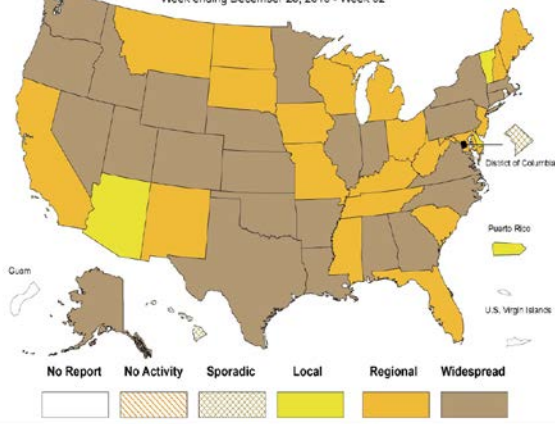 District of Columbia
Puerto Rico
Guam
U.S. Virgin Islands
No Report
No Activity
Sporadic
Local
Regional
Widespread